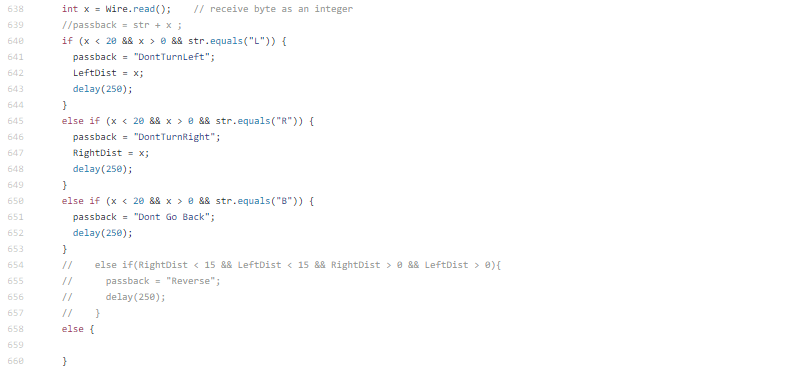 638 int x = Wire.read();    // receive byte as an integer
639 //passback = str + x ;
640 if (x < 20 && x > 0 && str.equals("L")) {
641   passback = "DontTurnLeft";
642   LeftDist = x;
643   delay(250);
644 }
645 else if (x < 20 && x > 0 && str.equals("R")) {
646   passback = "DontTurnRight";
647   RightDist = x;
648   delay(250);
649 }
650 else if (x < 20 && x > 0 && str.equals("B")) {
651   passback = "Dont Go Back";
652   delay(250);
653 }
654 //    else if(RightDist < 15 && LeftDist < 15 && RightDist > 0 && LeftDist > 0){
655 //      passback = "Reverse";
656 //      delay(250);
657 //    }
658 else {
659
660 }